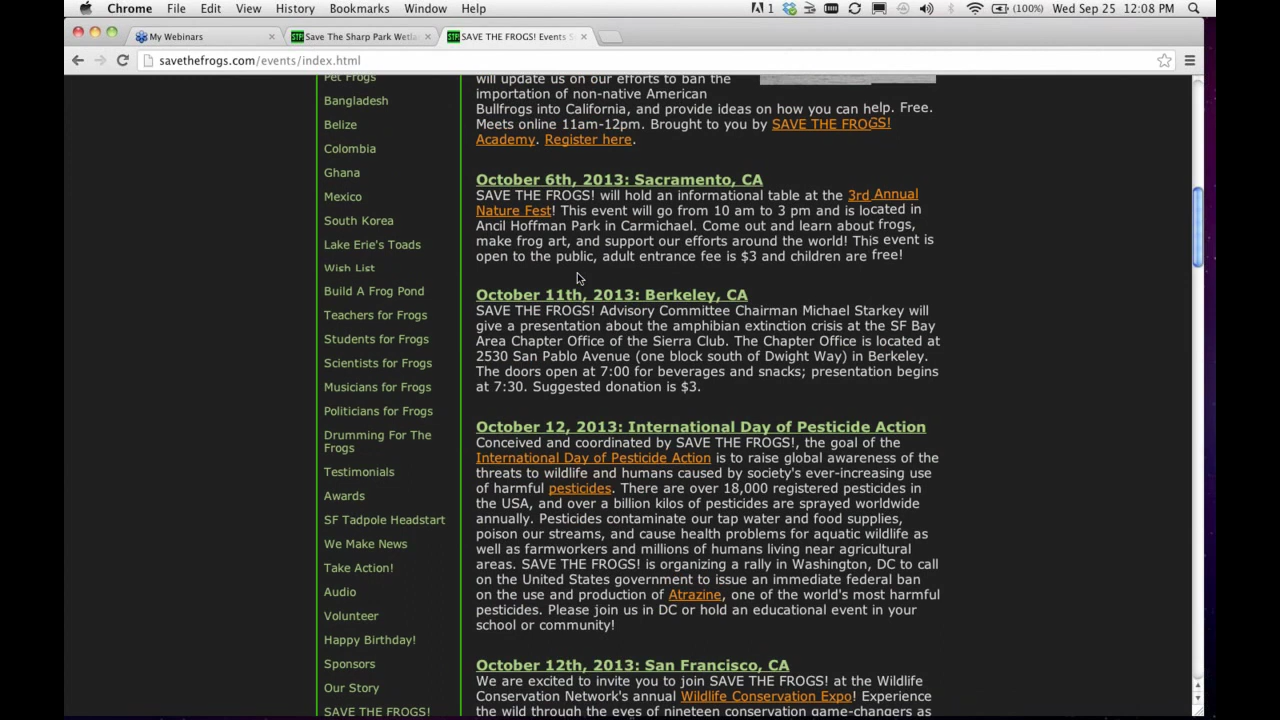 Chrome File Edit View History Bookmarks Window Help
1 (100%) Wed Sep 25 12:08 PM
My Webinars
Save The Sharp Park Wetla
SAVE THE FROGS! Events S
savethefrogs.com/events/index.html
Pet Frogs
Bangladesh
Belize
Colombia
Ghana
Mexico
South Korea
Lake Erie's Toads
Wish List
Build A Frog Pond
Teachers for Frogs
Students for Frogs
Scientists for Frogs
Musicians for Frogs
Politicians for Frogs
Drumming For The
Frogs
Testimonials
Awards
SF Tadpole Headstart
We Make News
Take Action!
Audio
Volunteer
Happy Birthday!
Sponsors
Our Story
SAVE THE FROGS!
will update us on our efforts to ban the
importation of non-native American
Bullfrogs into California, and provide ideas on how you can help. Free.
Meets online 11am-12pm. Brought to you by SAVE THE FROGS!
Academy. Register here.
October 6th, 2013: Sacramento, CA
SAVE THE FROGS! will hold an informational table at the 3rd Annual
Nature Fest! This event will go from 10 am to 3 pm and is located in
Ancil Hoffman Park in Carmichael. Come out and learn about frogs,
make frog art, and support our efforts around the world! This event is
open to the public, adult entrance fee is $3 and children are free!
October 11th, 2013: Berkeley, CA
SAVE THE FROGS! Advisory Committee Chairman Michael Starkey will
give a presentation about the amphibian extinction crisis at the SF Bay
Area Chapter Office of the Sierra Club. The Chapter Office is located at
2530 San Pablo Avenue (one block south of Dwight Way) in Berkeley.
The doors open at 7:00 for beverages and snacks; presentation begins
at 7:30. Suggested donation is $3.
October 12, 2013: International Day of Pesticide Action
Conceived and coordinated by SAVE THE FROGS!, the goal of the
International Day of Pesticide Action is to raise global awareness of the
threats to wildlife and humans caused by society's ever-increasing use
of harmful pesticides. There are over 18,000 registered pesticides in
the USA, and over a billion kilos of pesticides are sprayed worldwide
annually. Pesticides contaminate our tap water and food supplies,
poison our streams, and cause health problems for aquatic wildlife as
well as farmworkers and millions of humans living near agricultural
areas. SAVE THE FROGS! is organizing a rally in Washington, DC to call
on the United States government to issue an immediate federal ban
on the use and production of Atrazine, one of the world's most harmful
pesticides. Please join us in DC or hold an educational event in your
school or community!
October 12th, 2013: San Francisco, CA
We are excited to invite you to join SAVE THE FROGS! at the Wildlife
Conservation Network's annual Wildlife Conservation Expo! Experience
the wild through the eyes of nineteen conservation game-changers as